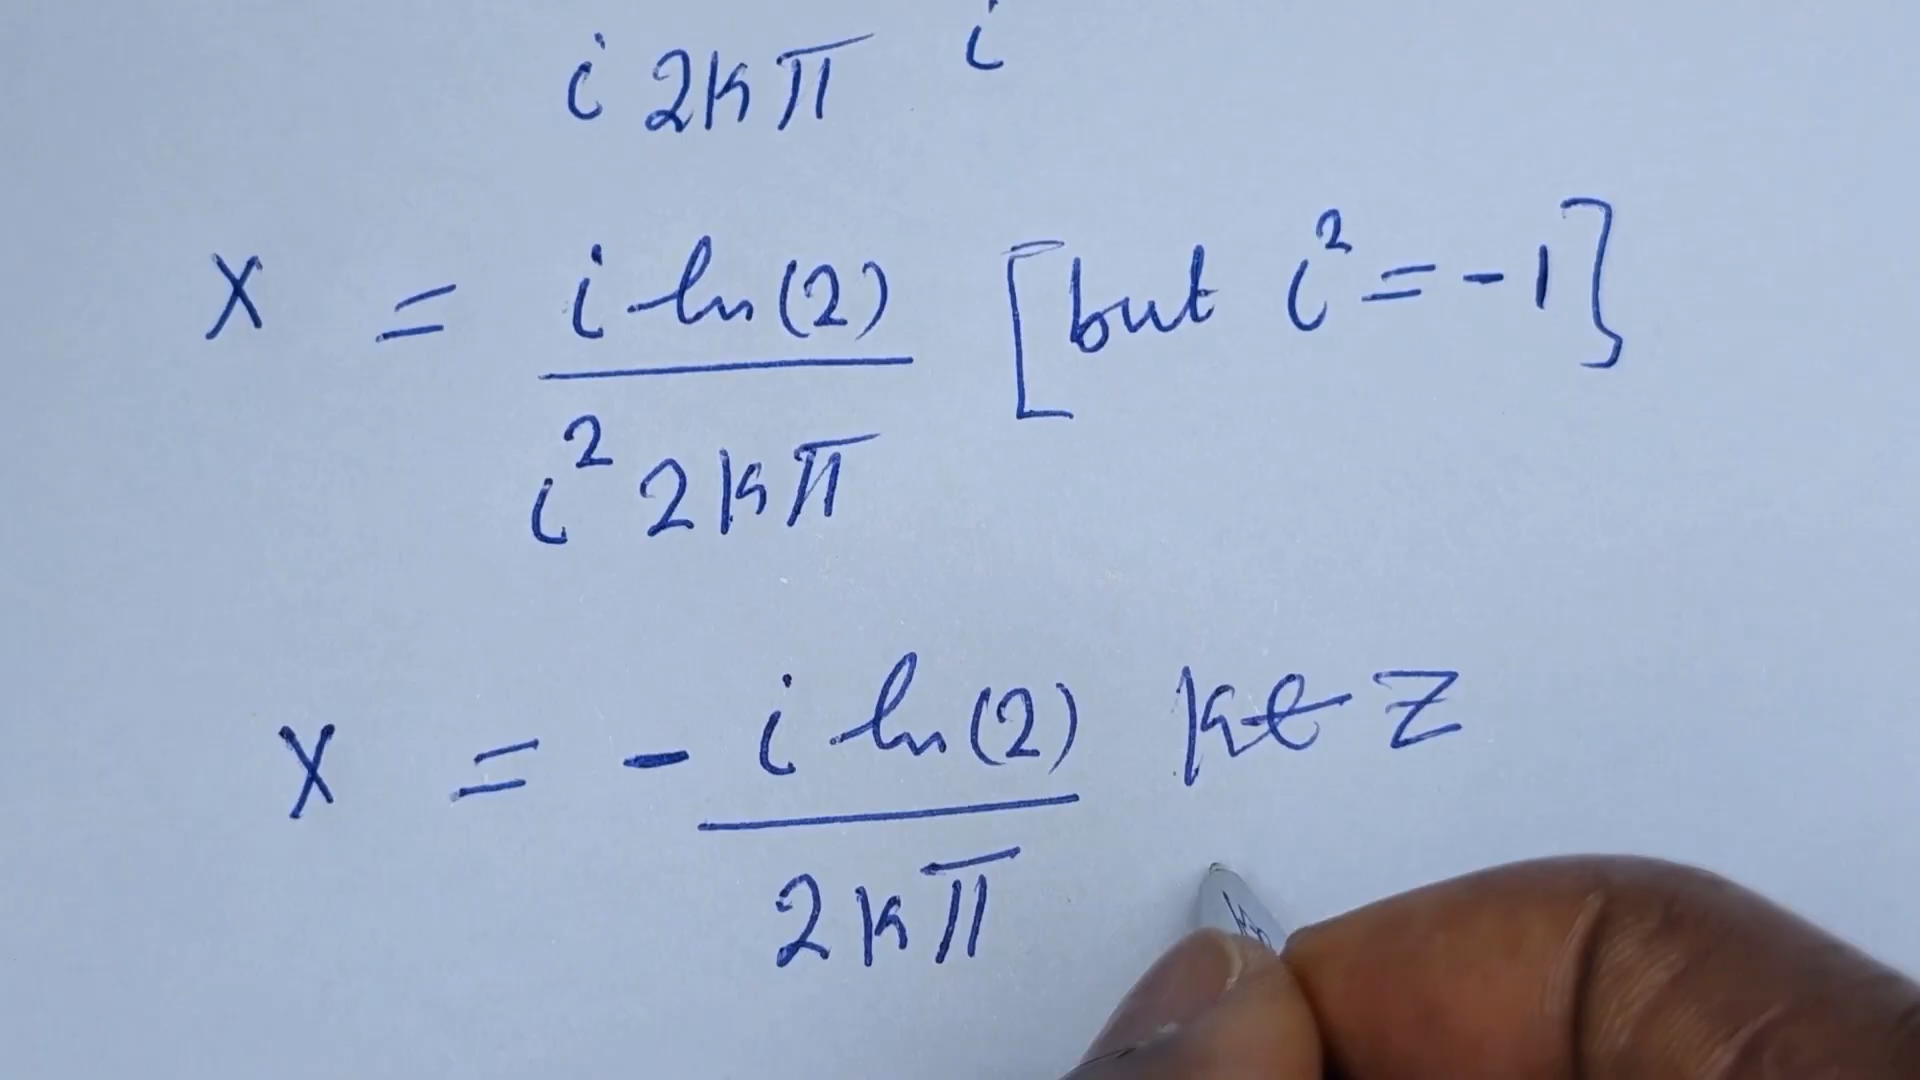 i 2kπ i
x = i ln(2) [but i² = -1]
i² 2kπ
x = - i ln(2) k∈Z
2kπ